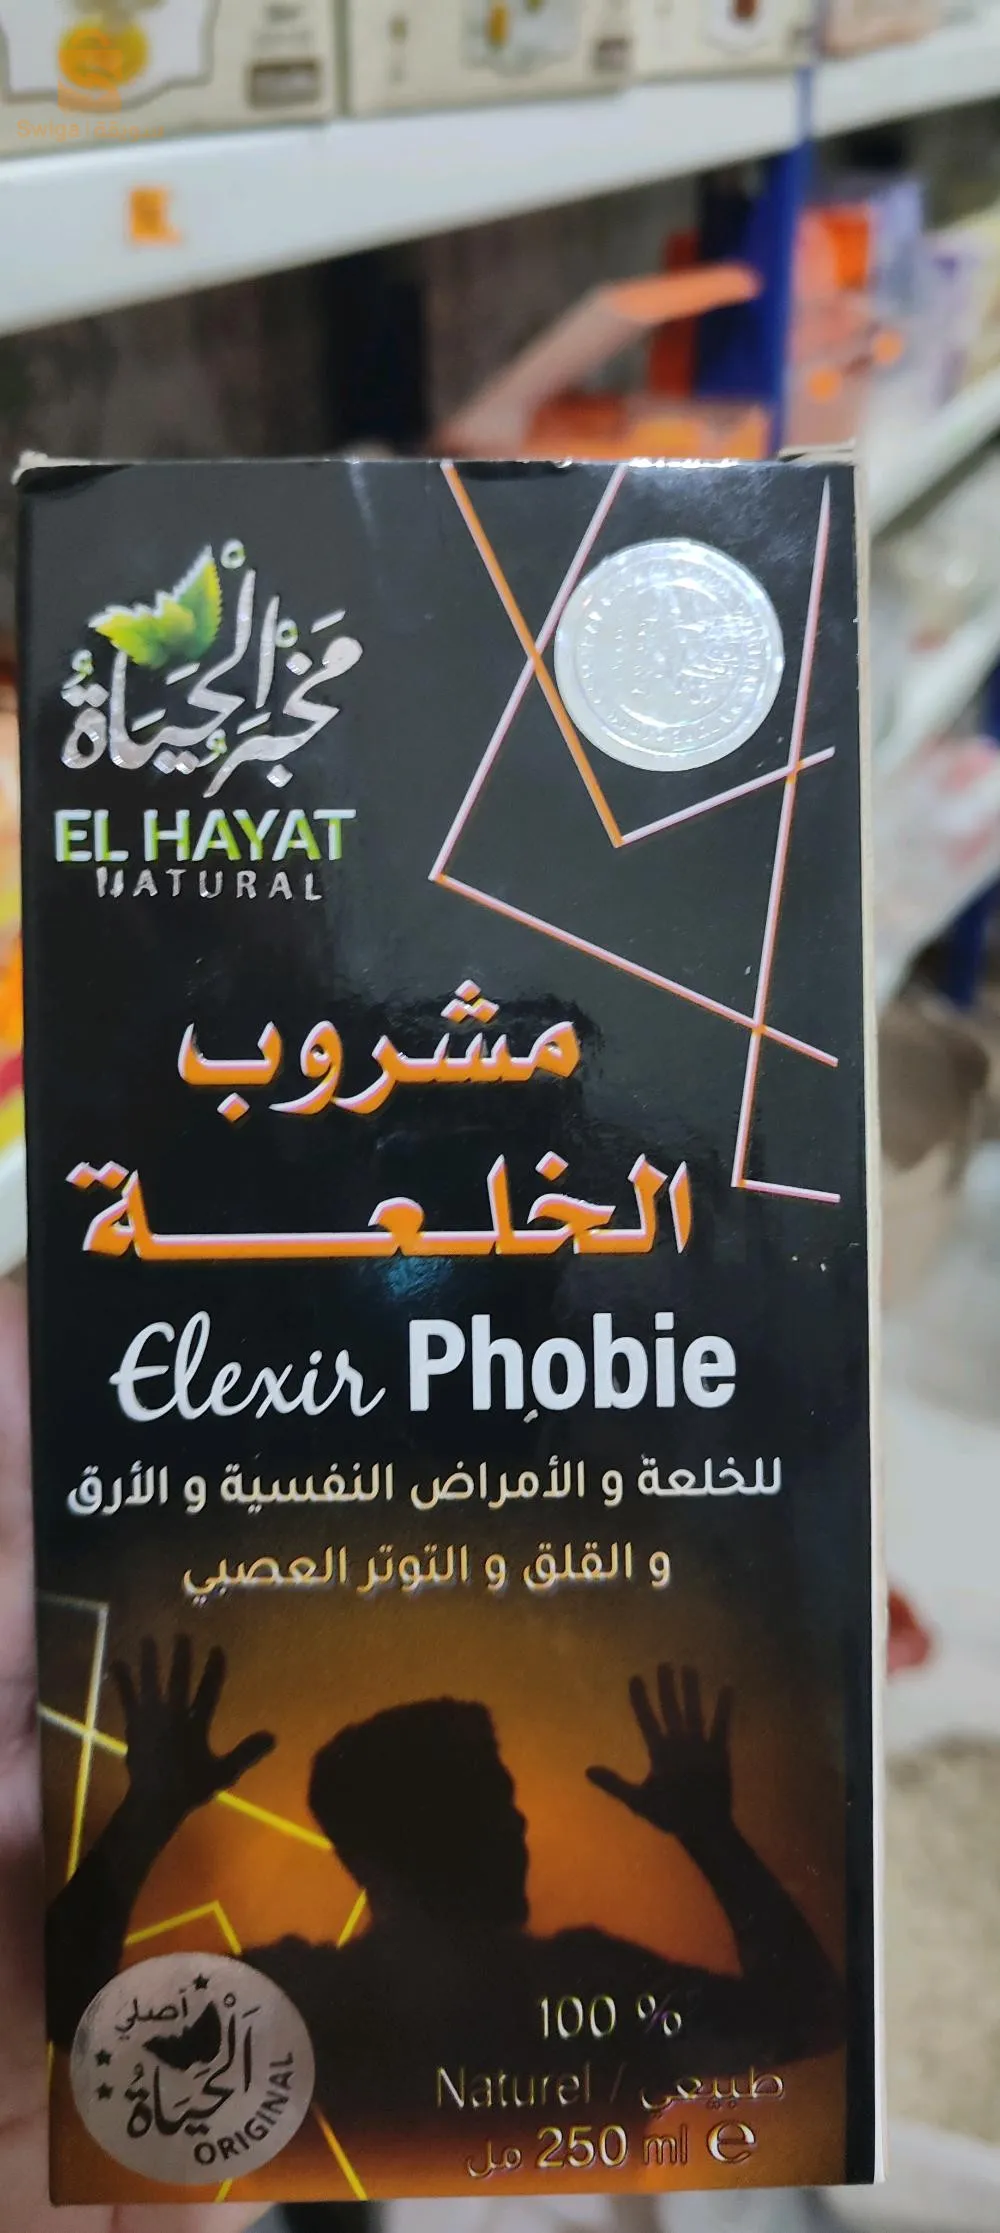 مخبر الحياة
EL HAYAT
NATURAL
مشروب
الخلعة
Elexir Phobie
للخلعة و الأمراض النفسية و الأرق
و القلق و التوتر العصبي
أصلي
الحياة
ORIGINAL
100 %
Naturel / طبيعي
250 ml e مل